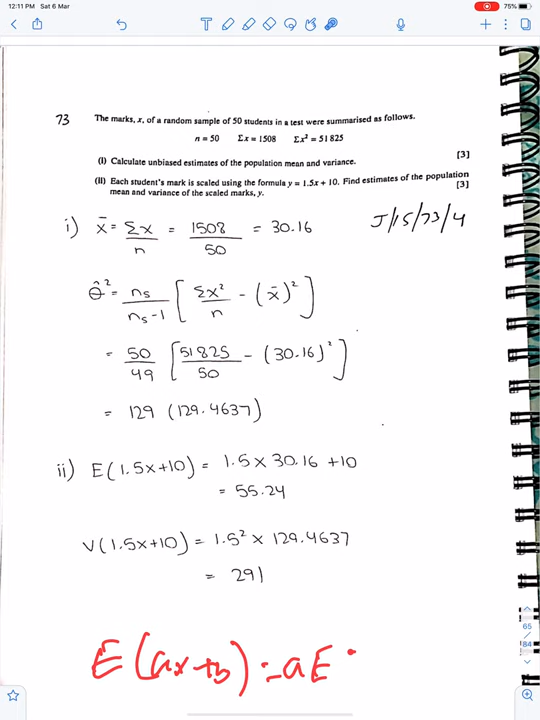 12:11 PM Sat 6 Mar
75%
73 The marks, x, of a random sample of 50 students in a test were summarised as follows.
n = 50 Σx = 1508 Σx² = 51 825
(i) Calculate unbiased estimates of the population mean and variance. [3]
(ii) Each student's mark is scaled using the formula y = 1.5x + 10. Find estimates of the population
mean and variance of the scaled marks, y. [3]
J/15/73/4
i) x̄ = Σx/n = 1508/50 = 30.16
σ̂² = nₛ/(nₛ-1) [Σx²/n - (x̄)²]
= 50/49 [51825/50 - (30.16)²]
= 129 (129.4637)
ii) E(1.5x+10) = 1.5 x 30.16 +10
= 55.24
V(1.5x+10) = 1.5² x 129.4637
= 291
E(ax+b) = aE
65
/
84